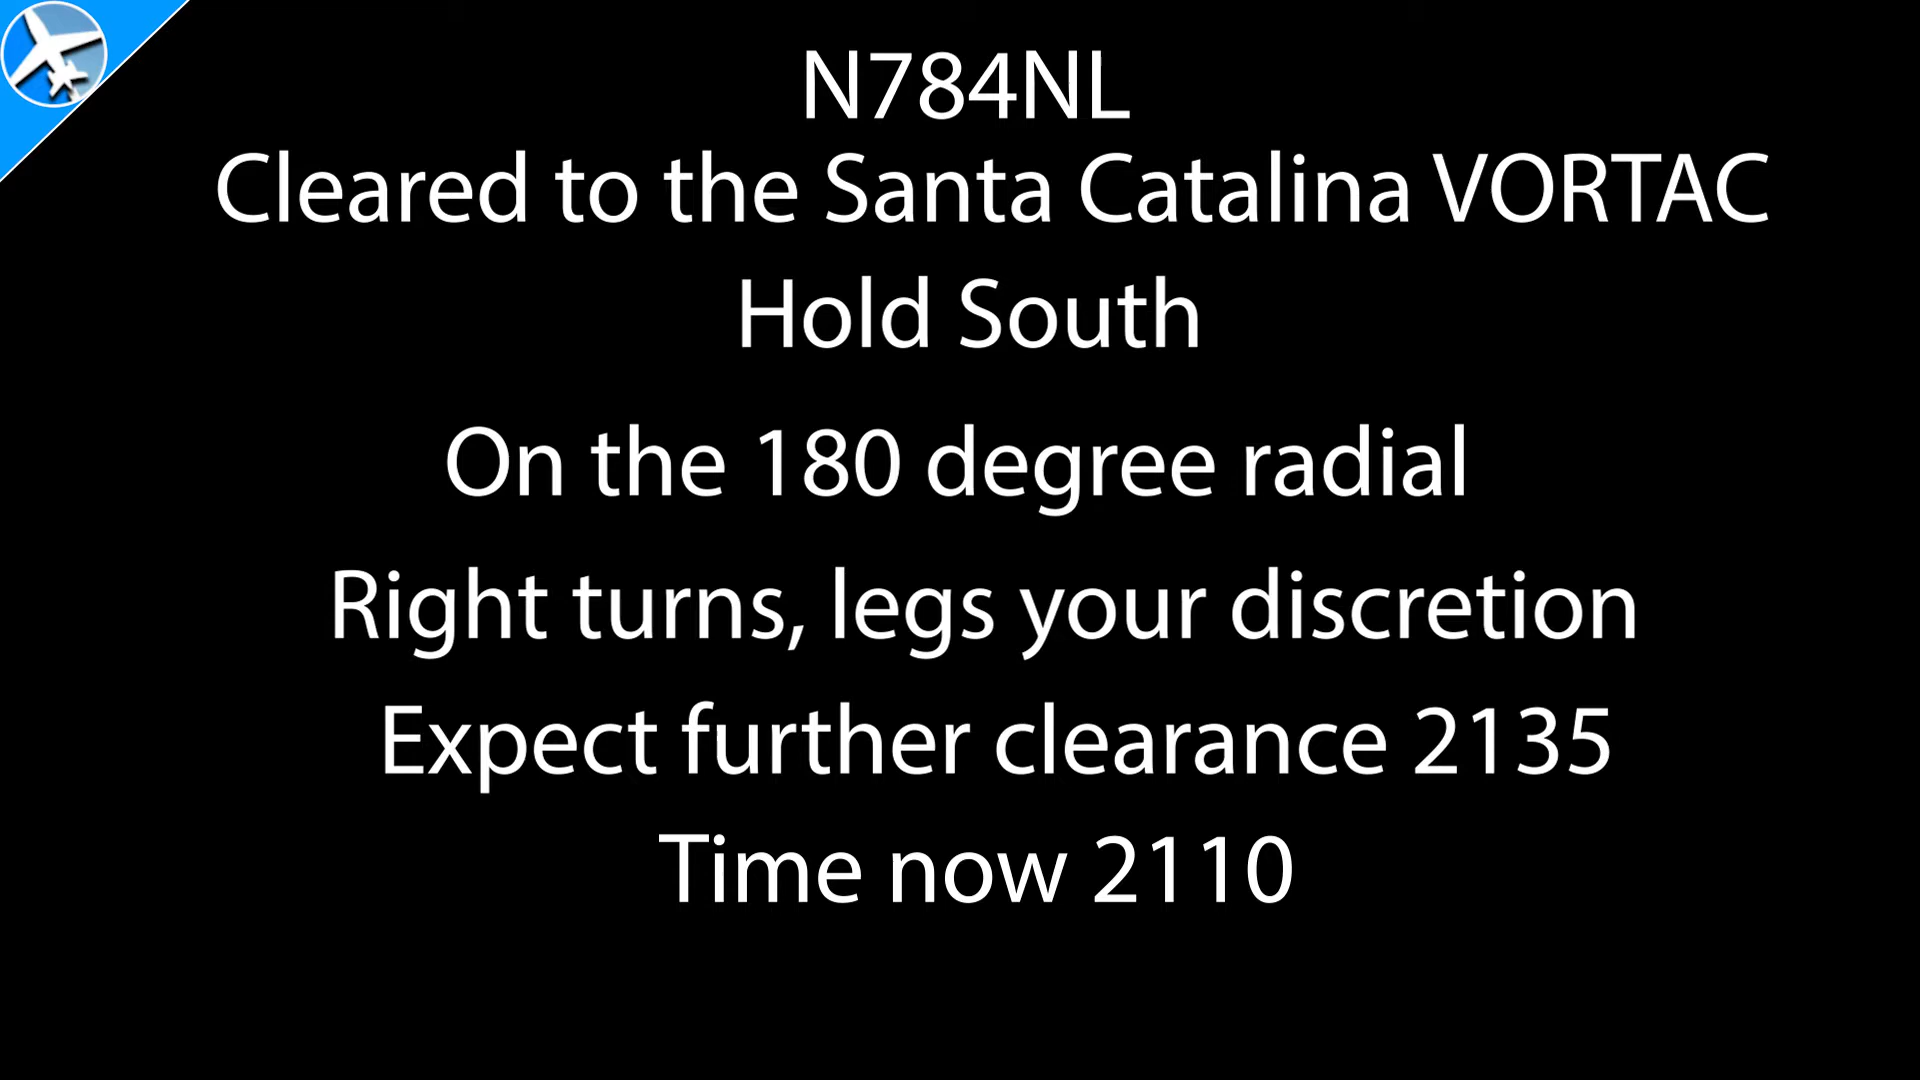 N784NL
Cleared to the Santa Catalina VORTAC
Hold South
On the 180 degree radial
Right turns, legs your discretion
Expect further clearance 2135
Time now 2110